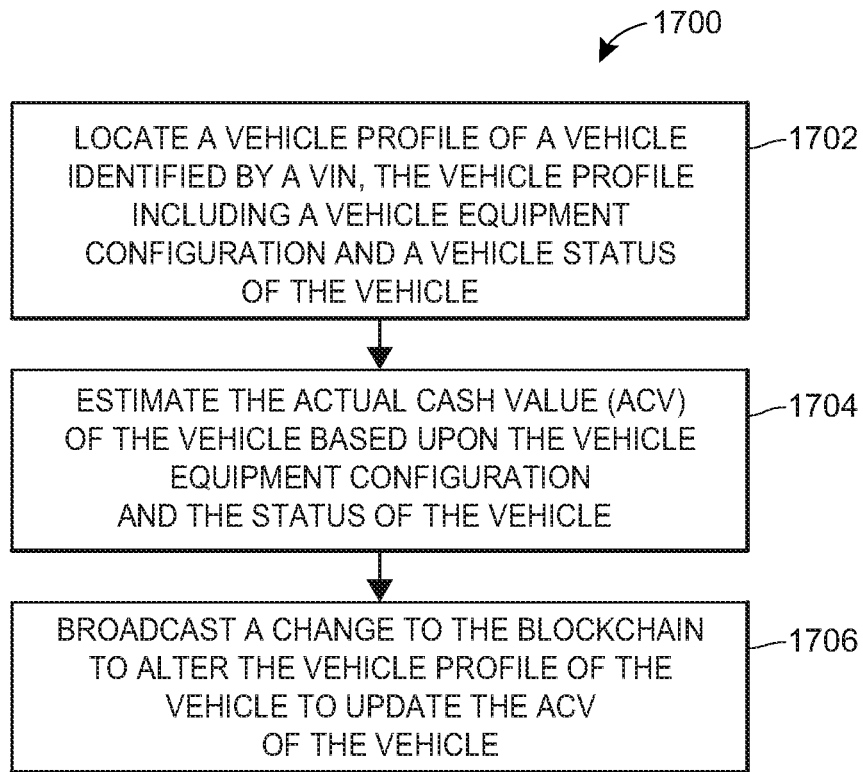 1700
LOCATE A VEHICLE PROFILE OF A VEHICLE
IDENTIFIED BY A VIN, THE VEHICLE PROFILE
INCLUDING A VEHICLE EQUIPMENT
CONFIGURATION AND A VEHICLE STATUS
OF THE VEHICLE
1702
ESTIMATE THE ACTUAL CASH VALUE (ACV)
OF THE VEHICLE BASED UPON THE VEHICLE
EQUIPMENT CONFIGURATION
AND THE STATUS OF THE VEHICLE
1704
BROADCAST A CHANGE TO THE BLOCKCHAIN
TO ALTER THE VEHICLE PROFILE OF THE
VEHICLE TO UPDATE THE ACV
OF THE VEHICLE
1706